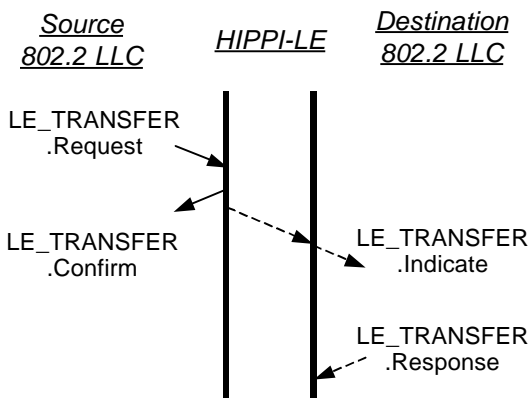 Source
802.2 LLC
HIPPI-LE
Destination
802.2 LLC
LE_TRANSFER
.Request
LE_TRANSFER
.Confirm
LE_TRANSFER
.Indicate
LE_TRANSFER
.Response